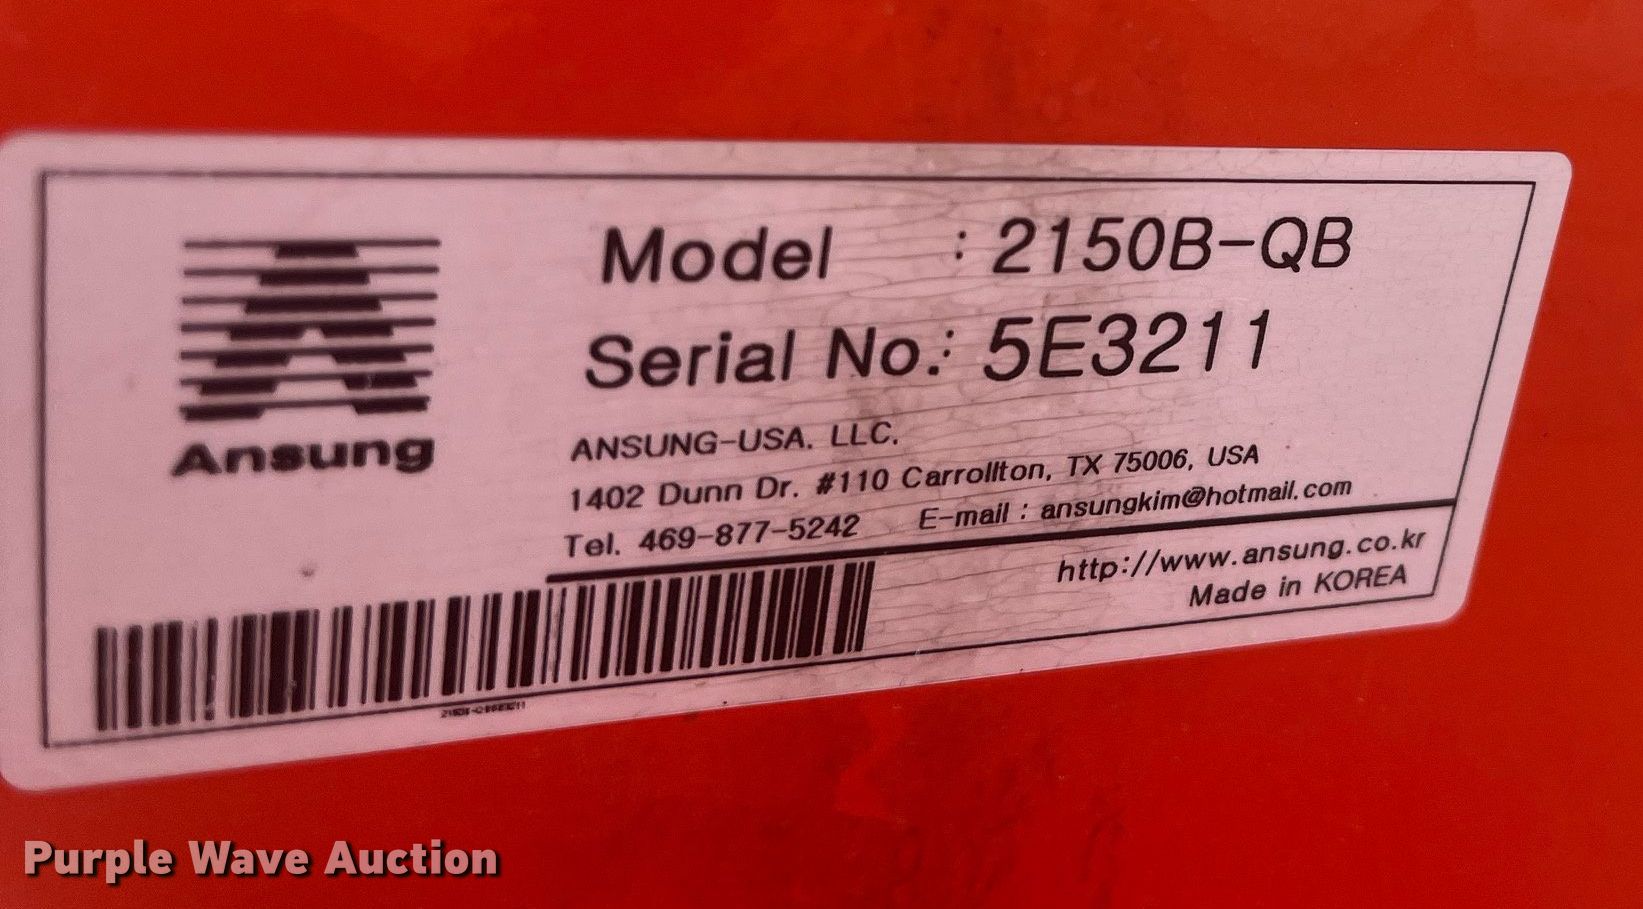 Ansung
Model : 2150B-QB
Serial No.: 5E3211
ANSUNG-USA. LLC.
1402 Dunn Dr. #110 Carrollton, TX 75006, USA
Tel. 469-877-5242 E-mail : ansungkim@hotmail.com
http://www.ansung.co.kr
Made in KOREA
Purple Wave Auction